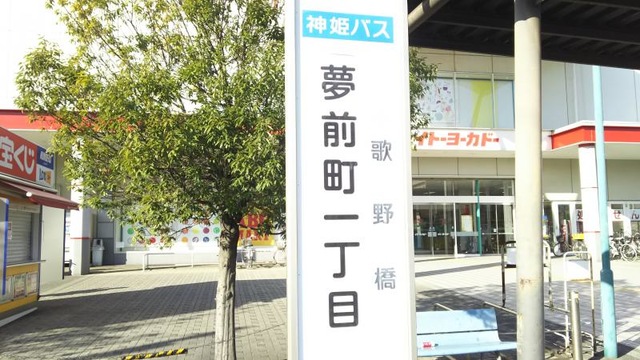 神姫バス
夢前町一丁目
歌野橋
イトーヨーカドー
宝くじ